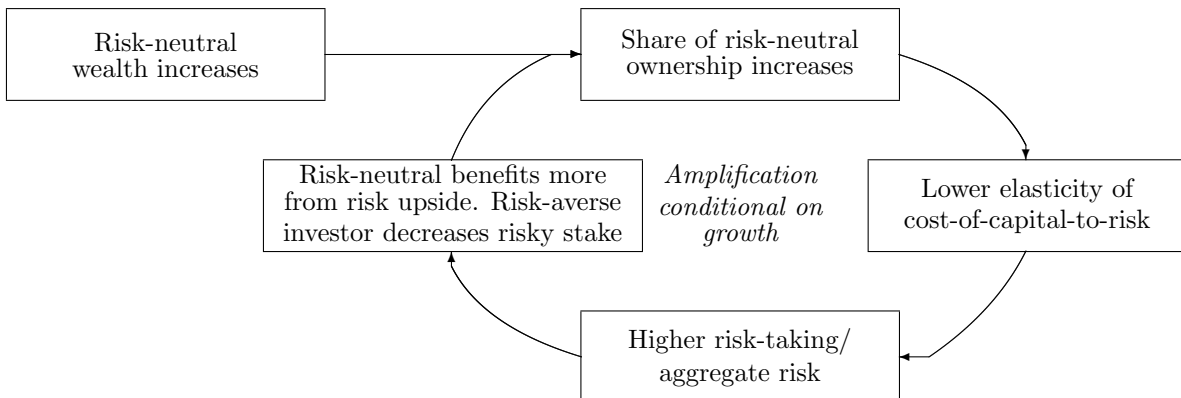 Risk-neutral
wealth increases
Share of risk-neutral
ownership increases
Risk-neutral benefits more
from risk upside. Risk-averse
investor decreases risky stake
Amplification
conditional on
growth
Lower elasticity of
cost-of-capital-to-risk
Higher risk-taking/
aggregate risk